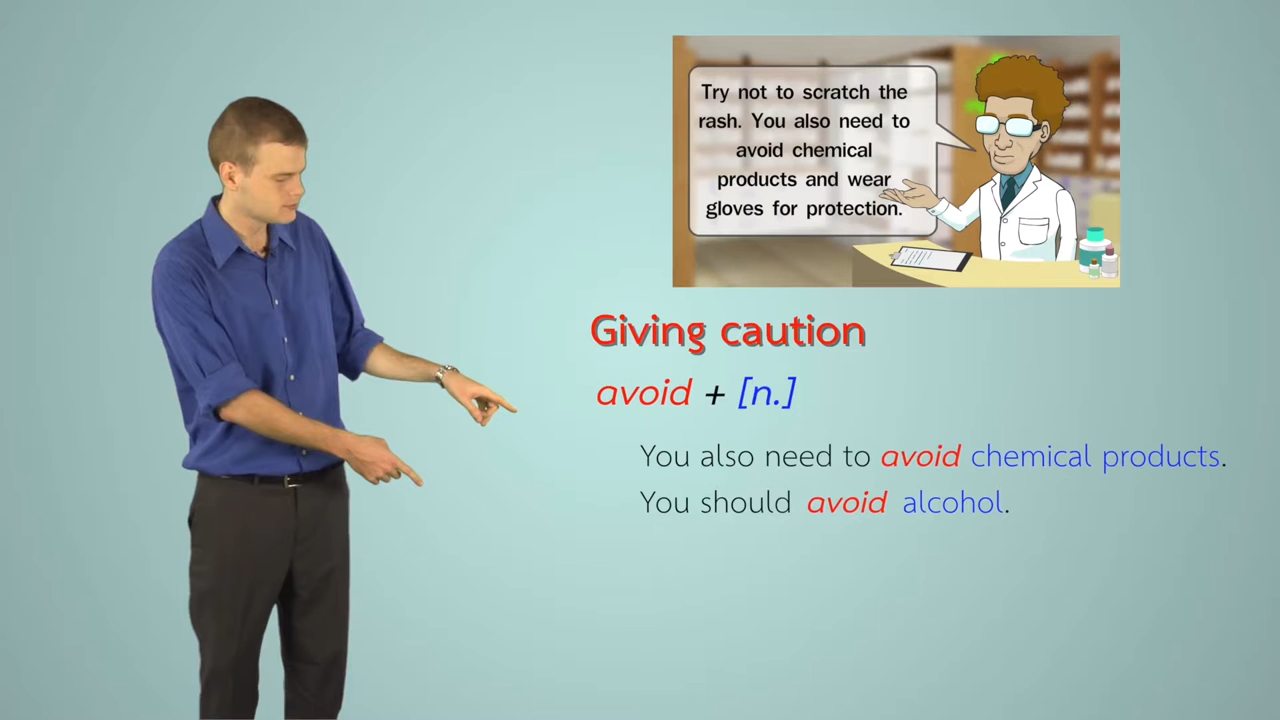 Try not to scratch the
rash. You also need to
avoid chemical
products and wear
gloves for protection.
Giving caution
avoid + [n.]
You also need to avoid chemical products.
You should avoid alcohol.